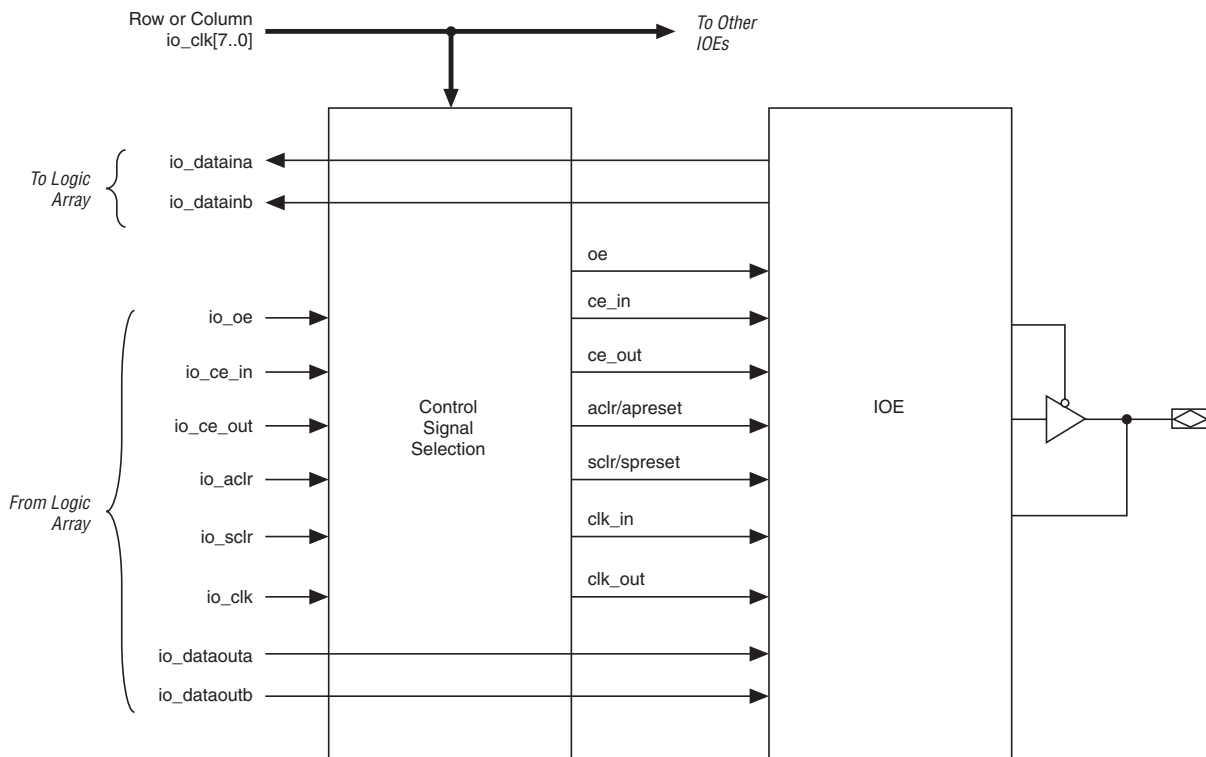 Row or Column
io_clk[7..0]
To Other
IOEs
To Logic
Array
io_dataina
io_datainb
oe
ce_in
ce_out
aclr/apreset
sclr/spreset
clk_in
clk_out
From Logic
Array
io_oe
io_ce_in
io_ce_out
io_aclr
io_sclr
io_clk
io_dataouta
io_dataoutb
Control
Signal
Selection
IOE